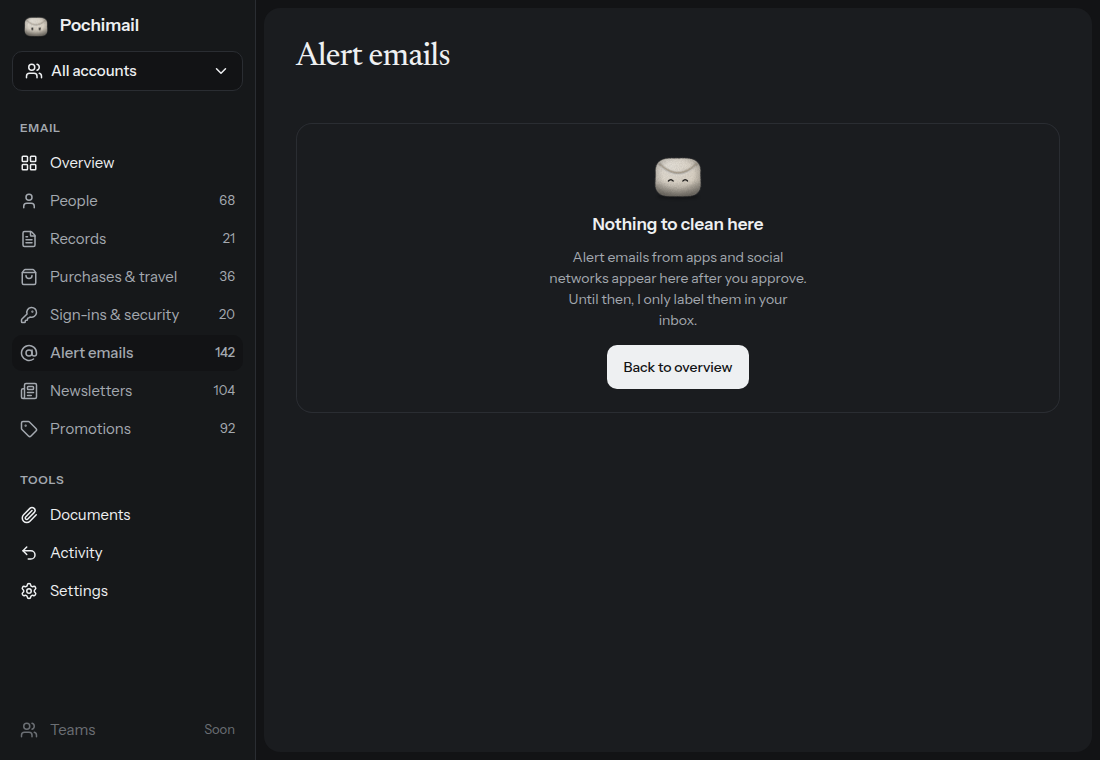 Pochimail
All accounts
EMAIL
Overview
People 68
Records 21
Purchases & travel 36
Sign-ins & security 20
Alert emails 142
Newsletters 104
Promotions 92
TOOLS
Documents
Activity
Settings
Teams Soon
Alert emails
Nothing to clean here
Alert emails from apps and social
networks appear here after you approve.
Until then, I only label them in your
inbox.
Back to overview